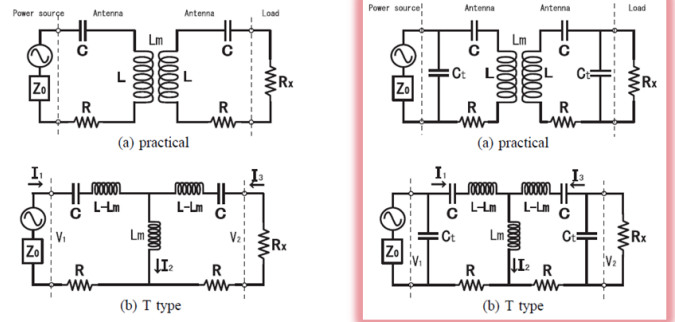 Power source Antenna Antenna Load
C Lm C
L L
Z₀ Rx
R R
(a) practical
I₁ I₃
C L-Lm L-Lm C
V₁ Lm V₂
Z₀ Rx
↓I₂
R R
(b) T type
Power source Antenna Antenna Load
C Lm C
Ct L L Ct
Z₀ Rx
R R
(a) practical
I₁ I₃
C L-Lm L-Lm C
Ct Lm Ct Rx
Z₀ V₁ ↓I₂ V₂
R R
(b) T type